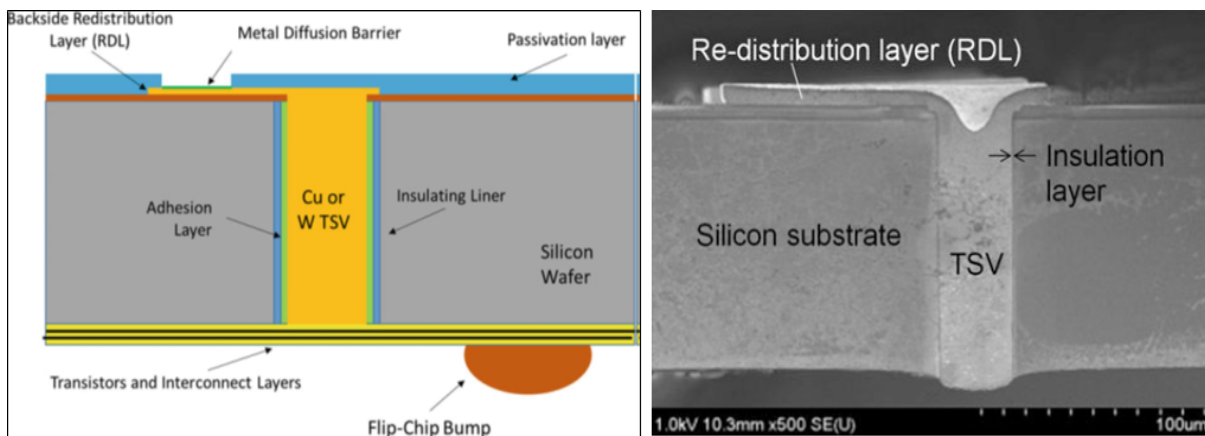 Backside Redistribution
Layer (RDL)
Metal Diffusion Barrier
Passivation layer
Adhesion
Layer
Cu or
W TSV
Insulating Liner
Silicon
Wafer
Transistors and Interconnect Layers
Flip-Chip Bump
Re-distribution layer (RDL)
Insulation
layer
Silicon substrate
TSV
1.0kV 10.3mm x500 SE(U)
100um